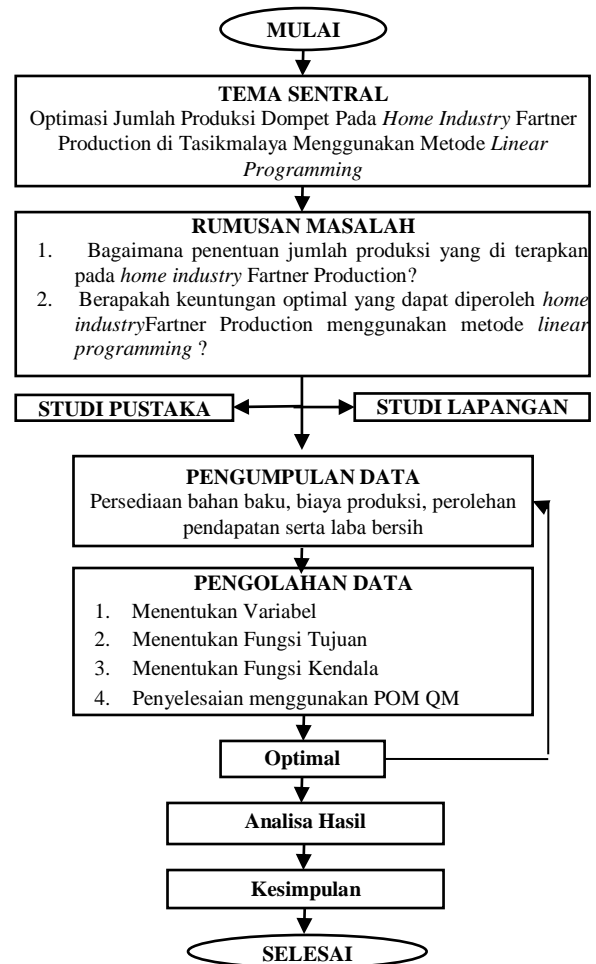 MULAI
TEMA SENTRAL
Optimasi Jumlah Produksi Dompet Pada Home Industry Fartner
Production di Tasikmalaya Menggunakan Metode Linear
Programming
RUMUSAN MASALAH
1. Bagaimana penentuan jumlah produksi yang di terapkan
pada home industry Fartner Production?
2. Berapakah keuntungan optimal yang dapat diperoleh home
industryFartner Production menggunakan metode linear
programming ?
STUDI PUSTAKA
STUDI LAPANGAN
PENGUMPULAN DATA
Persediaan bahan baku, biaya produksi, perolehan
pendapatan serta laba bersih
PENGOLAHAN DATA
1. Menentukan Variabel
2. Menentukan Fungsi Tujuan
3. Menentukan Fungsi Kendala
4. Penyelesaian menggunakan POM QM
Optimal
Analisa Hasil
Kesimpulan
SELESAI